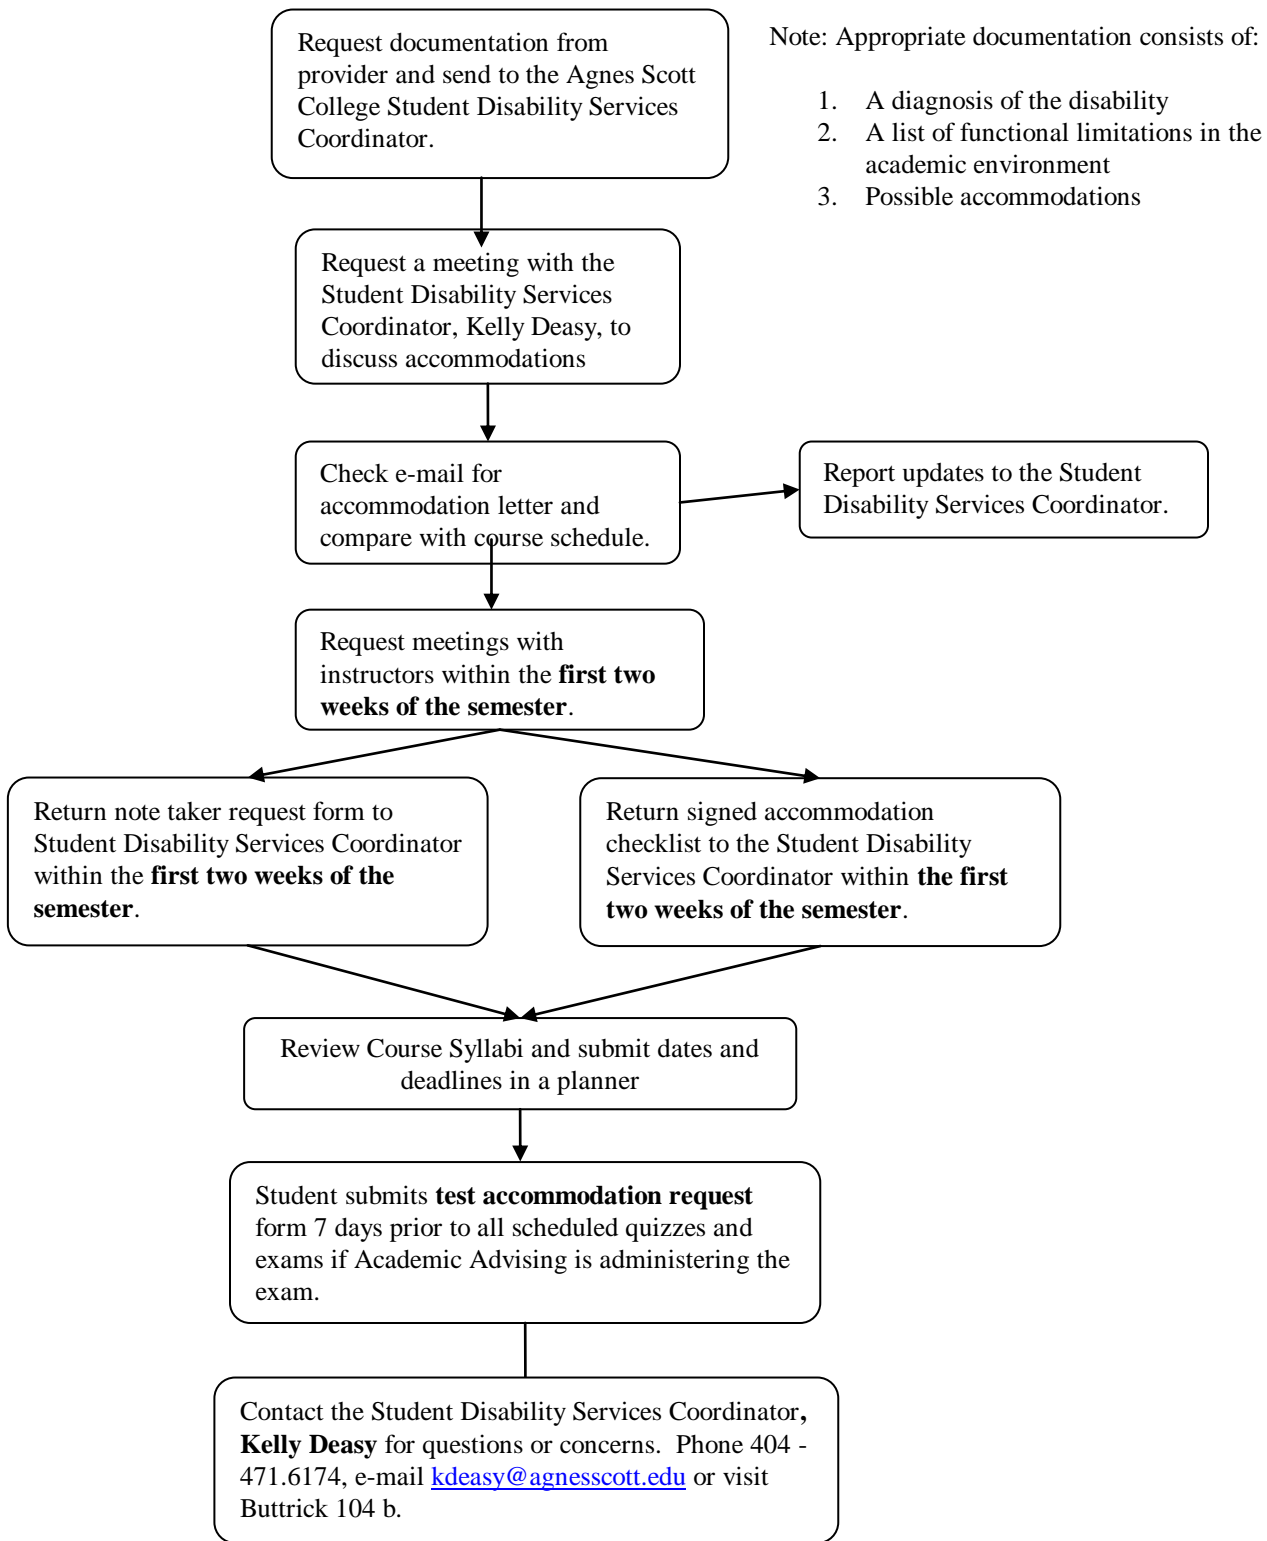 Request documentation from
provider and send to the Agnes Scott
College Student Disability Services
Coordinator.
Note: Appropriate documentation consists of:
1. A diagnosis of the disability
2. A list of functional limitations in the
academic environment
3. Possible accommodations
Request a meeting with the
Student Disability Services
Coordinator, Kelly Deasy, to
discuss accommodations
Check e-mail for
accommodation letter and
compare with course schedule.
Report updates to the Student
Disability Services Coordinator.
Request meetings with
instructors within the first two
weeks of the semester.
Return note taker request form to
Student Disability Services Coordinator
within the first two weeks of the
semester.
Return signed accommodation
checklist to the Student Disability
Services Coordinator within the first
two weeks of the semester.
Review Course Syllabi and submit dates and
deadlines in a planner
Student submits test accommodation request
form 7 days prior to all scheduled quizzes and
exams if Academic Advising is administering the
exam.
Contact the Student Disability Services Coordinator,
Kelly Deasy for questions or concerns.  Phone 404 -
471.6174, e-mail kdeasy@agnesscott.edu or visit
Buttrick 104 b.